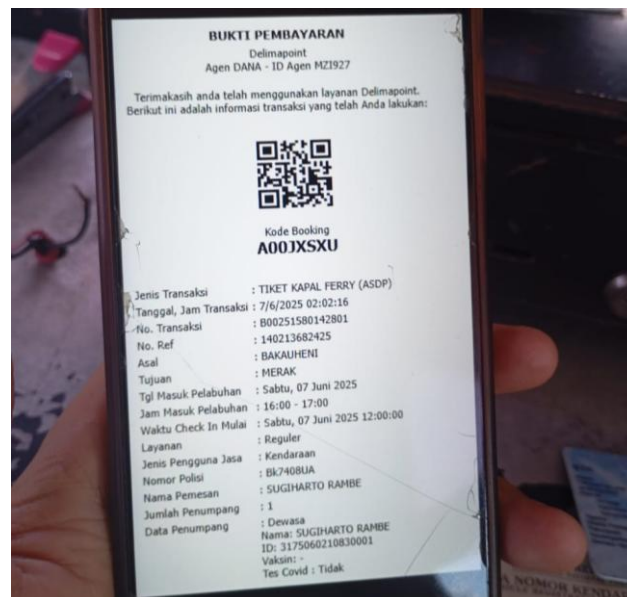 BUKTI PEMBAYARAN
Delimapoint
Agen DANA - ID Agen MZI927
Terimakasih anda telah menggunakan layanan Delimapoint.
Berikut ini adalah informasi transaksi yang telah Anda lakukan:
Kode Booking
A00JXSXU
Jenis Transaksi : TIKET KAPAL FERRY (ASDP)
Tanggal, Jam Transaksi : 7/6/2025 02:02:16
No. Transaksi : B00251580142801
No. Ref : 140213682425
Asal : BAKAUHENI
Tujuan : MERAK
Tgl Masuk Pelabuhan : Sabtu, 07 Juni 2025
Jam Masuk Pelabuhan : 16:00 - 17:00
Waktu Check In Mulai : Sabtu, 07 Juni 2025 12:00:00
Layanan : Reguler
Jenis Pengguna Jasa : Kendaraan
Nomor Polisi : Bk7408UA
Nama Pemesan : SUGIHARTO RAMBE
Jumlah Penumpang : 1
Data Penumpang : Dewasa
Nama: SUGIHARTO RAMBE
ID: 3175060210830001
Vaksin: -
Tes Covid : Tidak
NOMOR